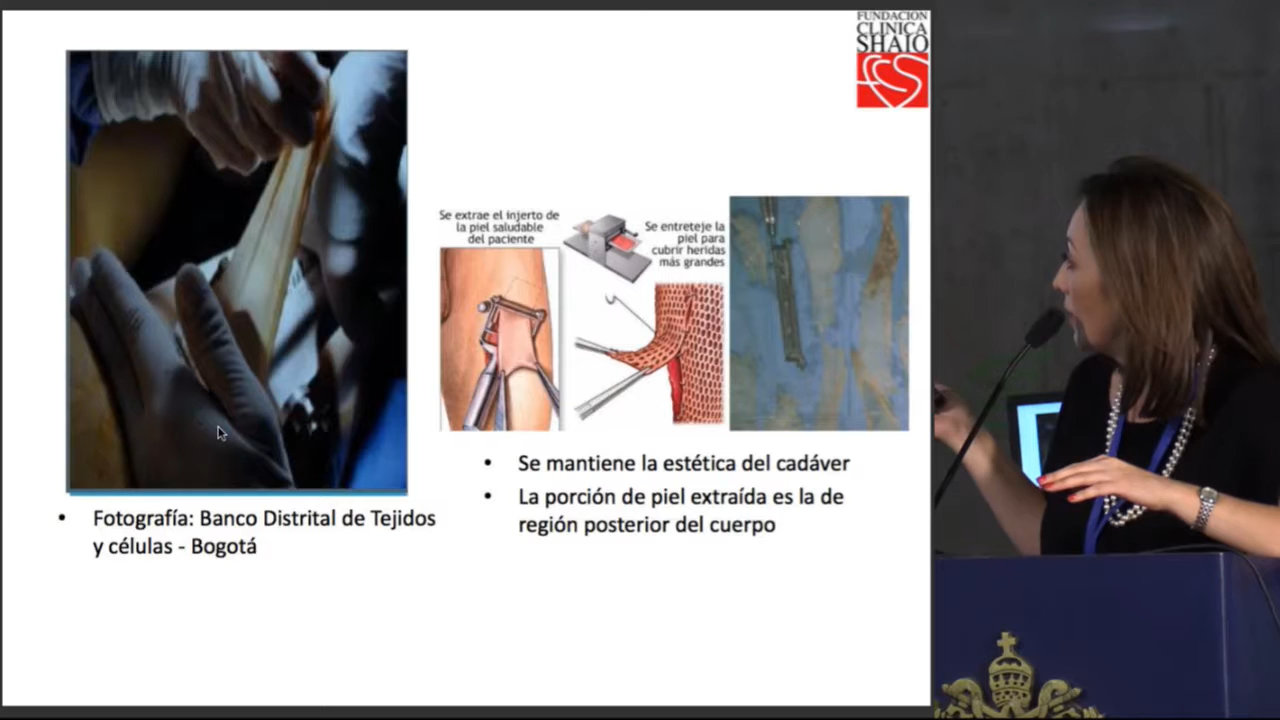 FUNDACION
CLINICA
SHAIO
Se extrae el injerto de
la piel saludable
del paciente
Se entreteje la
piel para
cubrir heridas
más grandes
• Se mantiene la estética del cadáver
• La porción de piel extraída es la de
región posterior del cuerpo
• Fotografía: Banco Distrital de Tejidos
y células - Bogotá